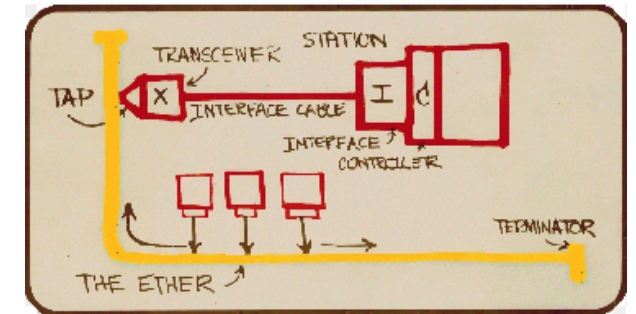 STATION
TRANSCEIVER
TAP
X
I
C
INTERFACE CABLE
INTERFACE
CONTROLLER
TERMINATOR
THE ETHER